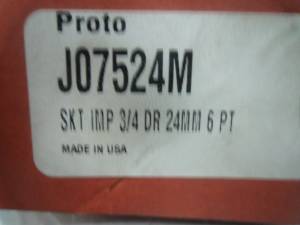 Proto
J07524M
SKT IMP 3/4 DR 24MM 6 PT
MADE IN USA